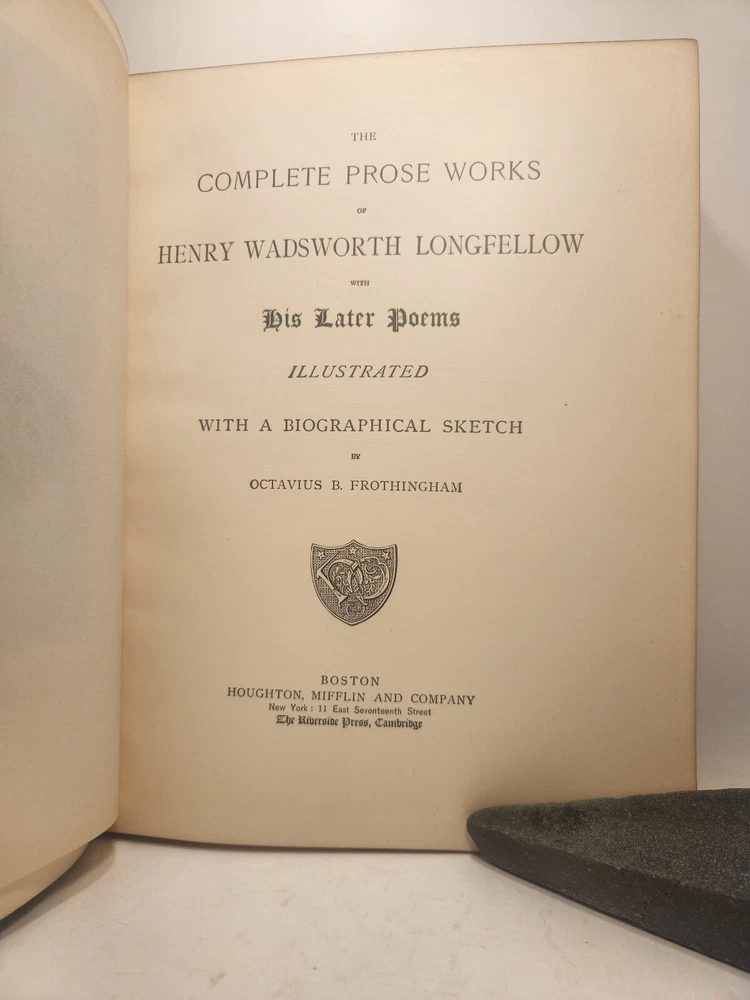 THE
COMPLETE PROSE WORKS
OF
HENRY WADSWORTH LONGFELLOW
WITH
His Later Poems
ILLUSTRATED
WITH A BIOGRAPHICAL SKETCH
BY
OCTAVIUS B. FROTHINGHAM
BOSTON
HOUGHTON, MIFFLIN AND COMPANY
New York: 11 East Seventeenth Street
The Riverside Press, Cambridge